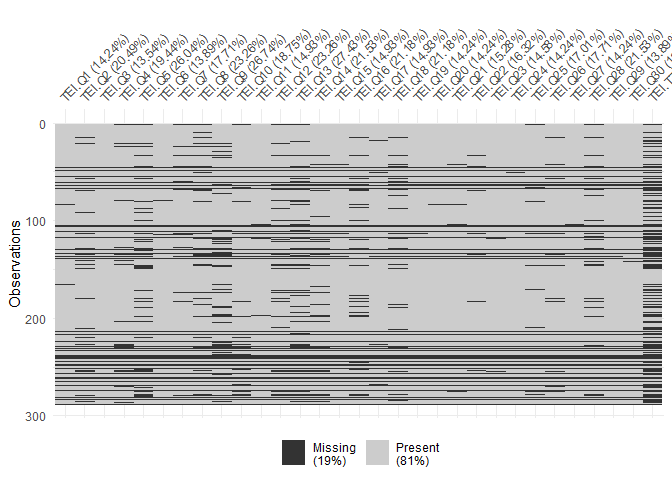 TEI.Q1 (14.24%)
TEI.Q2 (20.49%)
TEI.Q3 (13.54%)
TEI.Q4 (19.44%)
TEI.Q5 (26.04%)
TEI.Q6 (13.89%)
TEI.Q7 (17.71%)
TEI.Q8 (23.26%)
TEI.Q9 (26.74%)
TEI.Q10 (18.75%)
TEI.Q11 (14.93%)
TEI.Q12 (23.26%)
TEI.Q13 (27.43%)
TEI.Q14 (21.53%)
TEI.Q15 (14.93%)
TEI.Q16 (21.18%)
TEI.Q17 (14.93%)
TEI.Q18 (21.18%)
TEI.Q19 (14.24%)
TEI.Q20 (14.24%)
TEI.Q21 (15.28%)
TEI.Q22 (16.32%)
TEI.Q23 (14.58%)
TEI.Q24 (14.24%)
TEI.Q25 (17.01%)
TEI.Q26 (17.71%)
TEI.Q27 (14.24%)
TEI.Q28 (21.53%)
TEI.Q29 (13.89
TEI.Q30
TEI.T
0
100
200
300
Observations
Missing
(19%)
Present
(81%)